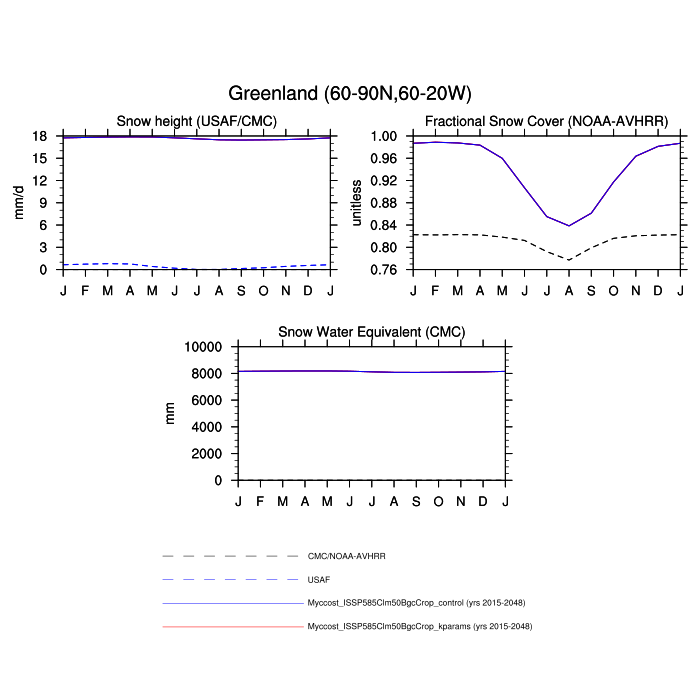 Greenland (60-90N,60-20W)
Snow height (USAF/CMC)
18
15
12
9
6
3
0
mm/d
J F M A M J J A S O N D J
Fractional Snow Cover (NOAA-AVHRR)
1.00
0.96
0.92
0.88
0.84
0.80
0.76
unitless
J F M A M J J A S O N D J
Snow Water Equivalent (CMC)
10000
8000
6000
4000
2000
0
mm
J F M A M J J A S O N D J
CMC/NOAA-AVHRR
USAF
Myccost_ISSP585Clm50BgcCrop_control (yrs 2015-2048)
Myccost_ISSP585Clm50BgcCrop_kparams (yrs 2015-2048)